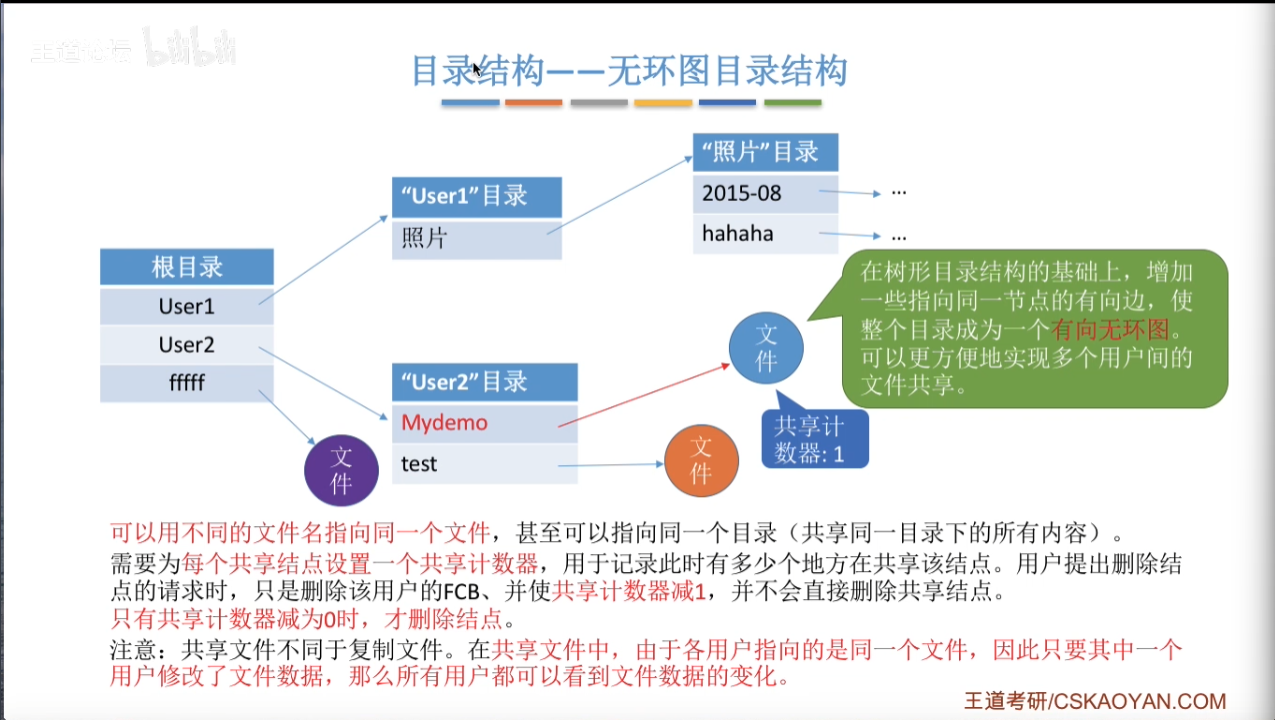 王道论坛 bilibili
目录结构——无环图目录结构
“照片”目录
2015-08
...
hahaha
...
“User1”目录
照片
根目录
User1
User2
fffff
在树形目录结构的基础上，增加
一些指向同一节点的有向边，使
整个目录成为一个有向无环图。
可以更方便地实现多个用户间的
文件共享。
文
件
“User2”目录
Mydemo
test
共享计
数器: 1
文
件
文
件
可以用不同的文件名指向同一个文件，甚至可以指向同一个目录（共享同一目录下的所有内容）。
需要为每个共享结点设置一个共享计数器，用于记录此时有多少个地方在共享该结点。用户提出删除结
点的请求时，只是删除该用户的FCB、并使共享计数器减1，并不会直接删除共享结点。
只有共享计数器减为0时，才删除结点。
注意：共享文件不同于复制文件。在共享文件中，由于各用户指向的是同一个文件，因此只要其中一个
用户修改了文件数据，那么所有用户都可以看到文件数据的变化。
王道考研/CSKAOYAN.COM